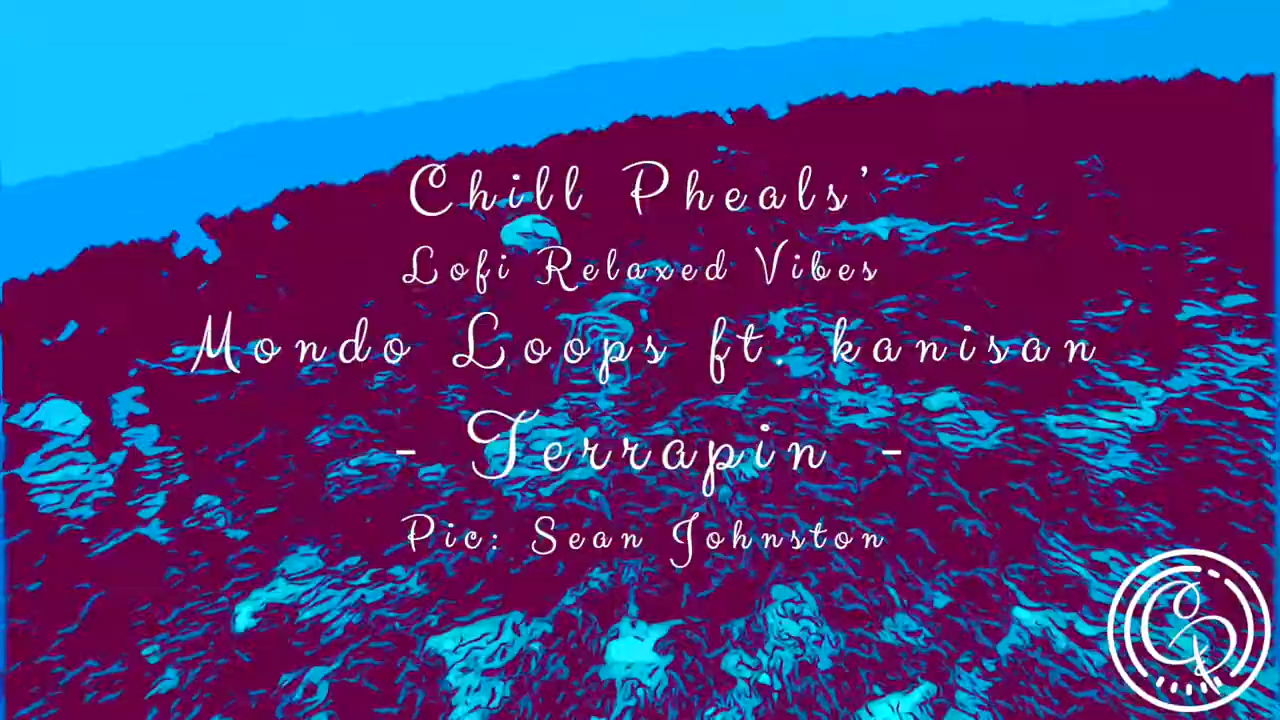 Chill Pheals'
Lofi Relaxed Vibes
Mondo Loops ft. kanisan
- Terrapin -
Pic: Sean Johnston